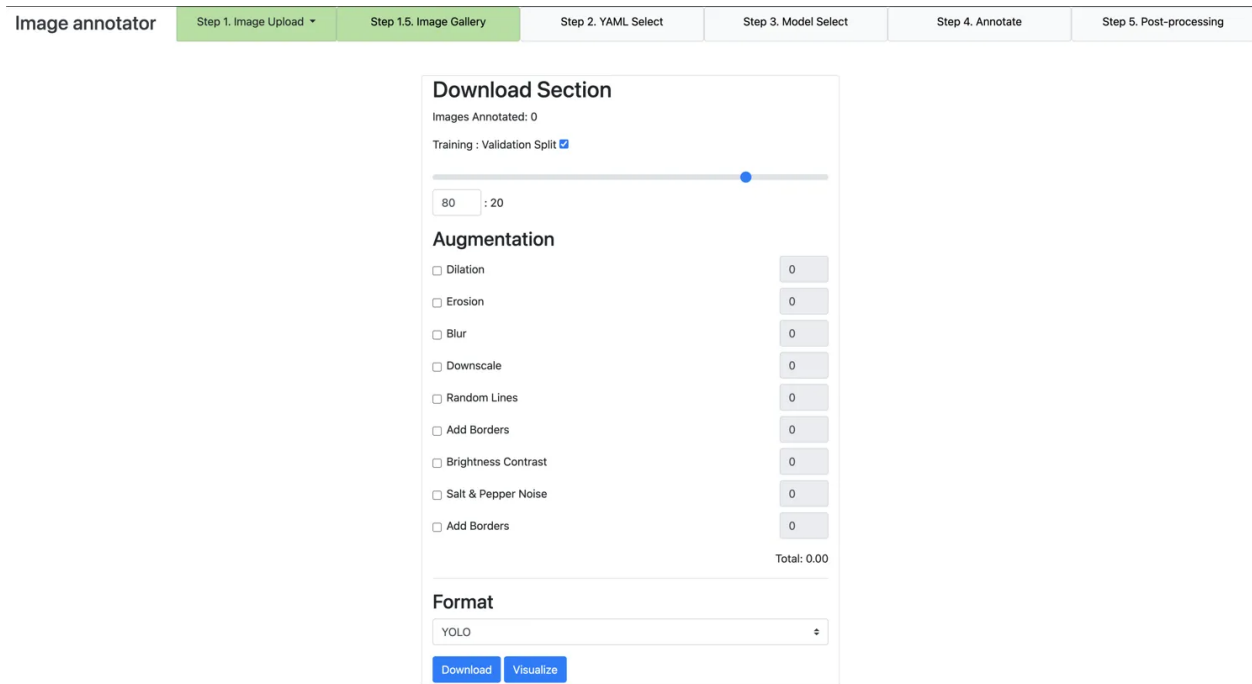 Image annotator
Step 1. Image Upload
Step 1.5. Image Gallery
Step 2. YAML Select
Step 3. Model Select
Step 4. Annotate
Step 5. Post-processing
Download Section
Images Annotated: 0
Training : Validation Split
80 : 20
Augmentation
Dilation 0
Erosion 0
Blur 0
Downscale 0
Random Lines 0
Add Borders 0
Brightness Contrast 0
Salt & Pepper Noise 0
Add Borders 0
Total: 0.00
Format
YOLO
Download Visualize